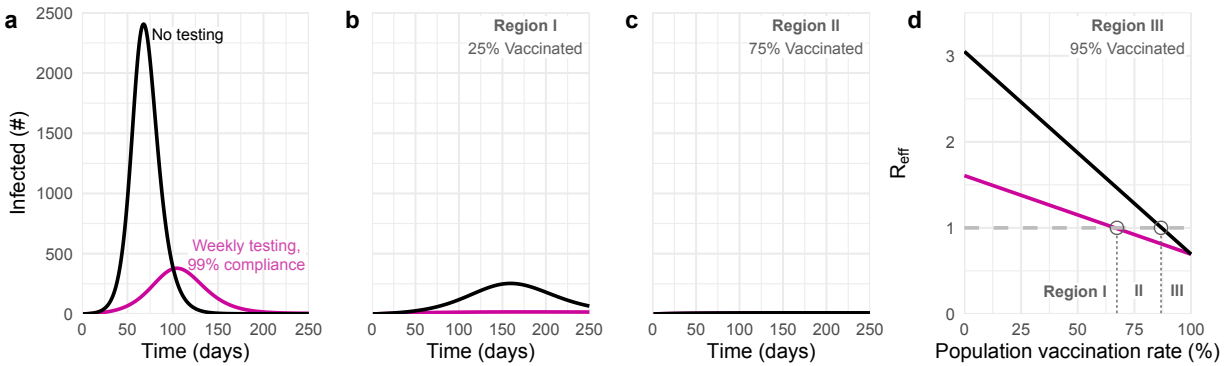 a
Infected (#)
2500
2000
1500
1000
500
0
No testing
Weekly testing,
99% compliance
0 50 100 150 200 250
Time (days)
b
Region I
25% Vaccinated
0 50 100 150 200 250
Time (days)
c
Region II
75% Vaccinated
0 50 100 150 200 250
Time (days)
d
Region III
95% Vaccinated
Reff
3
2
1
0
Region I II III
0 25 50 75 100
Population vaccination rate (%)